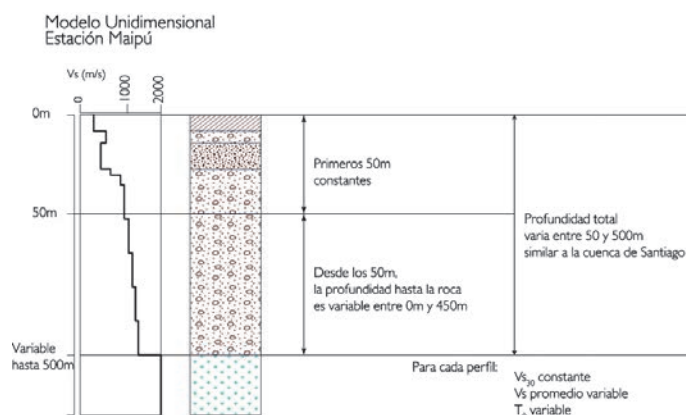 Modelo Unidimensional
Estación Maipú
Vs (m/s)
0
1000
2000
0m
50m
Variable
hasta 500m
Primeros 50m
constantes
Desde los 50m,
la profundidad hasta la roca
es variable entre 0m y 450m
Profundidad total
varia entre 50 y 500m
similar a la cuenca de Santiago
Para cada perfil:
Vs30 constante
Vs promedio variable
T variable